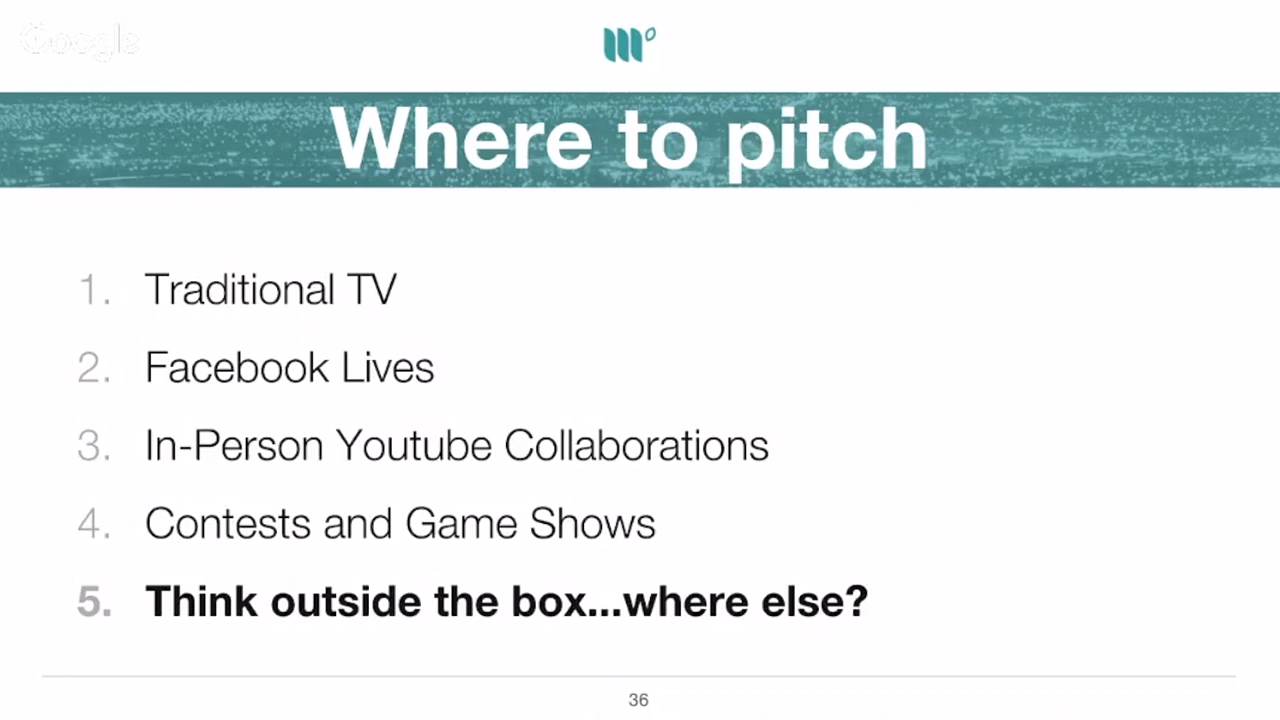 Google
Where to pitch
1. Traditional TV
2. Facebook Lives
3. In-Person Youtube Collaborations
4. Contests and Game Shows
5. Think outside the box...where else?
36